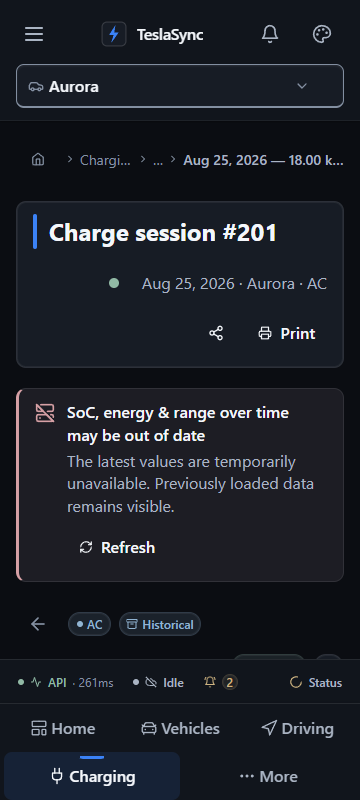 TeslaSync
Aurora
Chargi... ... Aug 25, 2026 — 18.00 k...
Charge session #201
Aug 25, 2026 · Aurora · AC
Print
SoC, energy & range over time
may be out of date
The latest values are temporarily
unavailable. Previously loaded data
remains visible.
Refresh
AC Historical
API · 261ms Idle 2 Status
Home Vehicles Driving
Charging More